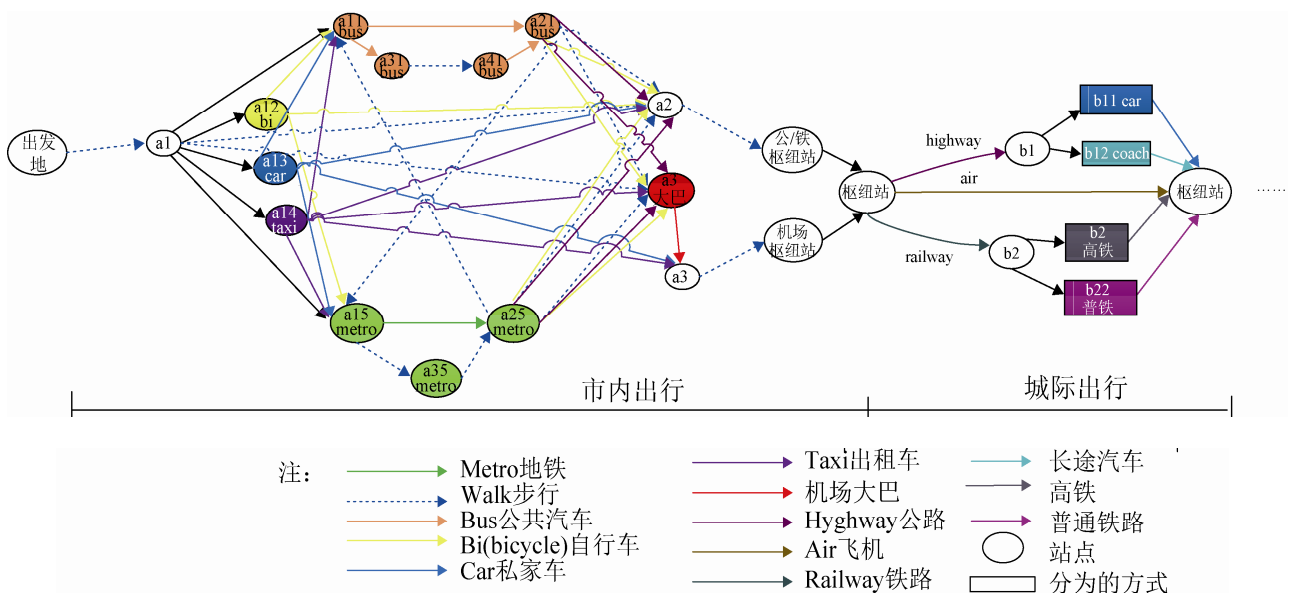 出发
地
a1
a11
bus
a21
bus
a31
bus
a41
bus
a12
bi
a13
car
a14
taxi
a15
metro
a25
metro
a35
metro
a2
a3
大巴
a3
公/铁
枢纽站
机场
枢纽站
枢纽站
highway
air
railway
b1
b2
b11 car
b12 coach
b2
高铁
b22
普铁
枢纽站
……
市内出行
城际出行
注：
Metro地铁
Walk步行
Bus公共汽车
Bi(bicycle)自行车
Car私家车
Taxi出租车
机场大巴
Hyghway公路
Air飞机
Railway铁路
长途汽车
高铁
普通铁路
站点
分为的方式